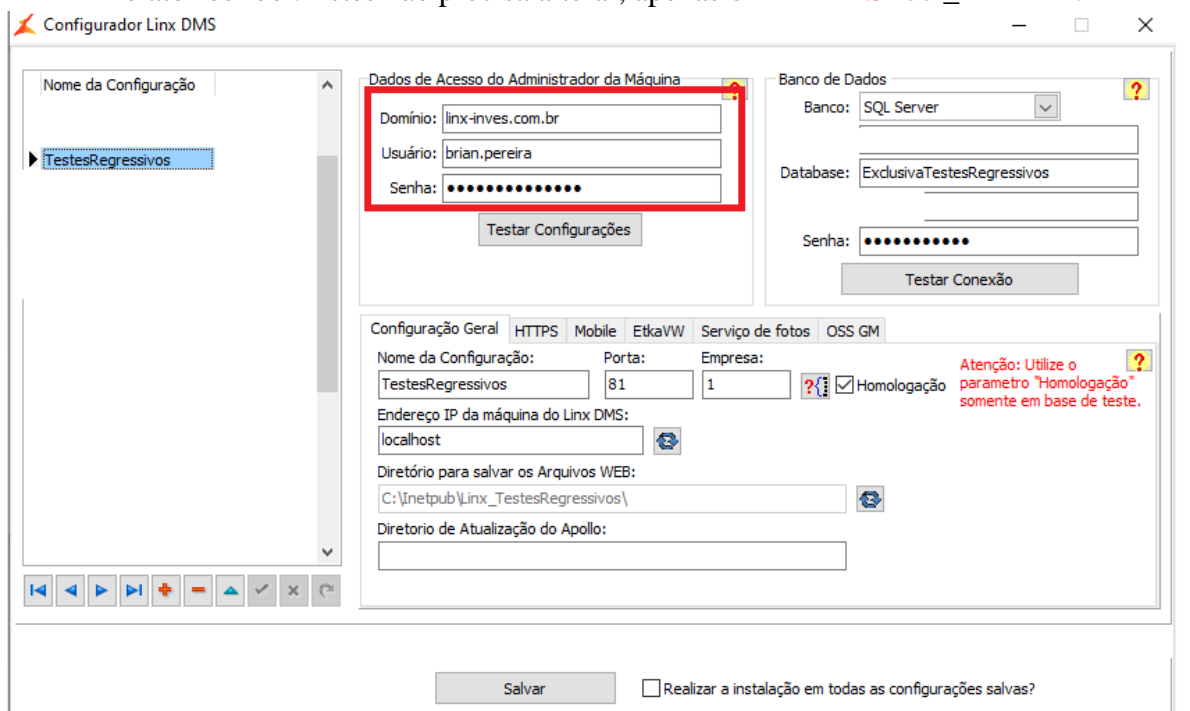 Configurador Linx DMS
Nome da Configuração
TestesRegressivos
Dados de Acesso do Administrador da Máquina
?
Domínio: linx-inves.com.br
Usuário: brian.pereira
Senha: ••••••••••••••
Testar Configurações
Banco de Dados
?
Banco: SQL Server
Database: ExclusivaTestesRegressivos
Senha: •••••••••••
Testar Conexão
Configuração Geral HTTPS Mobile EtkaVW Serviço de fotos OSS GM
Nome da Configuração: Porta: Empresa:
TestesRegressivos 81 1 ?{ Homologação
Atenção: Utilize o
parametro "Homologação"
somente em base de teste.
?
Endereço IP da máquina do Linx DMS:
localhost
Diretório para salvar os Arquivos WEB:
C:\Inetpub\Linx_TestesRegressivos\
Diretorio de Atualização do Apollo:
Salvar
Realizar a instalação em todas as configurações salvas?